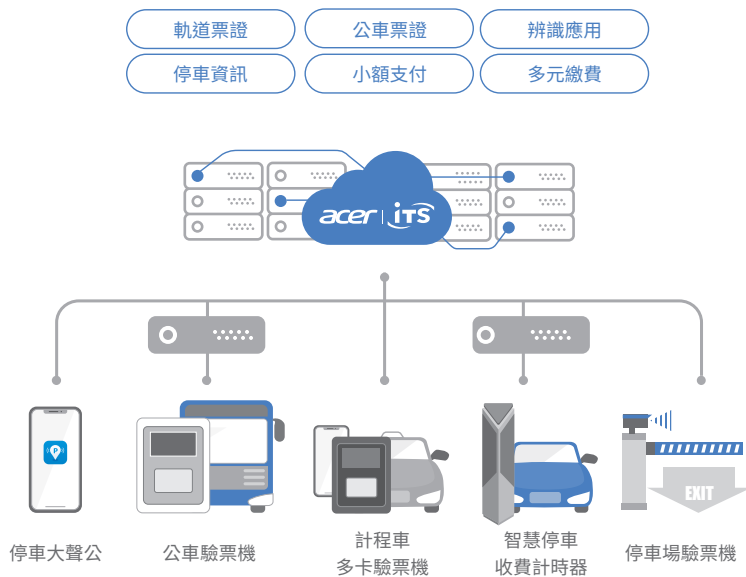 軌道票證
公車票證
辨識應用
停車資訊
小額支付
多元繳費
acer | iTS
P
EXIT
停車大聲公
公車驗票機
計程車
多卡驗票機
智慧停車
收費計時器
停車場驗票機